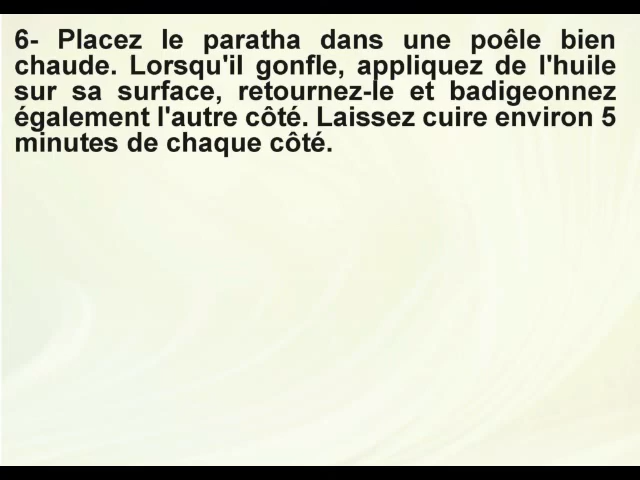 6- Placez le paratha dans une poêle bien
chaude. Lorsqu'il gonfle, appliquez de l'huile
sur sa surface, retournez-le et badigeonnez
également l'autre côté. Laissez cuire environ 5
minutes de chaque côté.